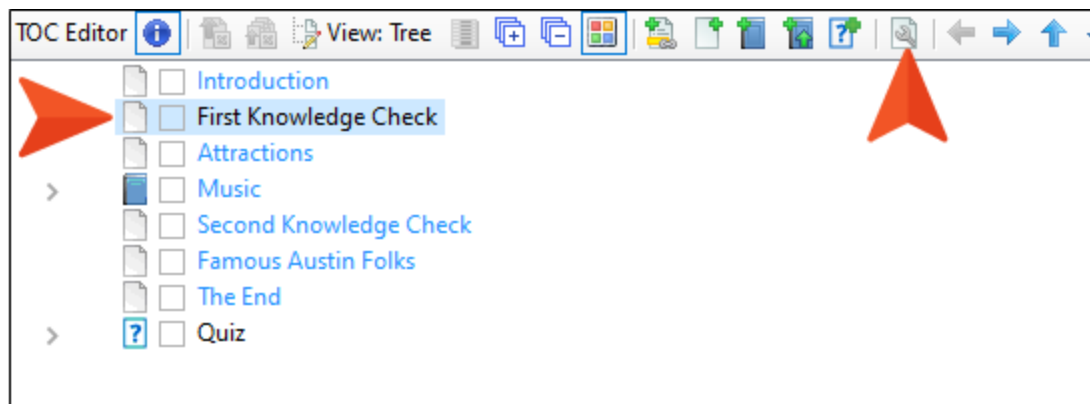 TOC Editor View: Tree
Introduction
First Knowledge Check
Attractions
Music
Second Knowledge Check
Famous Austin Folks
The End
? Quiz